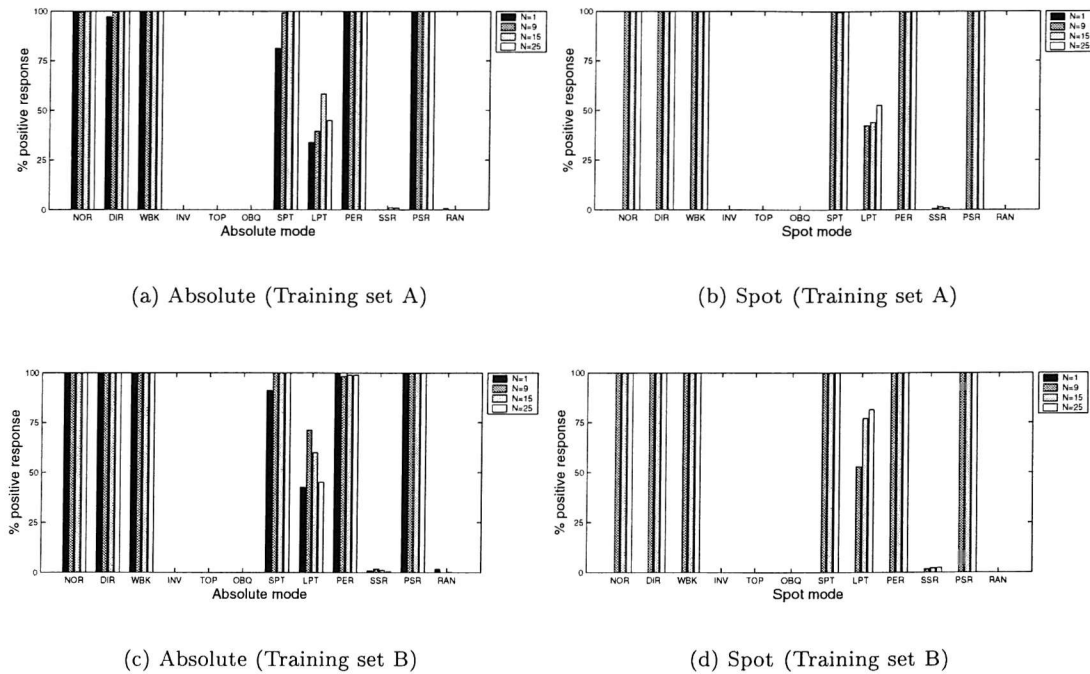 % positive response
100
75
50
25
0
NOR DIR WBK INV TOP OBQ SPT LPT PER SSR PSR RAN
Absolute mode
N=1
N=9
N=15
N=25
(a) Absolute (Training set A)
% positive response
100
75
50
25
0
NOR DIR WBK INV TOP OBQ SPT LPT PER SSR PSR RAN
Spot mode
N=1
N=9
N=15
N=25
(b) Spot (Training set A)
% positive response
100
75
50
25
0
NOR DIR WBK INV TOP OBQ SPT LPT PER SSR PSR RAN
Absolute mode
N=1
N=9
N=15
N=25
(c) Absolute (Training set B)
% positive response
100
75
50
25
0
NOR DIR WBK INV TOP OBQ SPT LPT PER SSR PSR RAN
Spot mode
N=1
N=9
N=15
N=25
(d) Spot (Training set B)